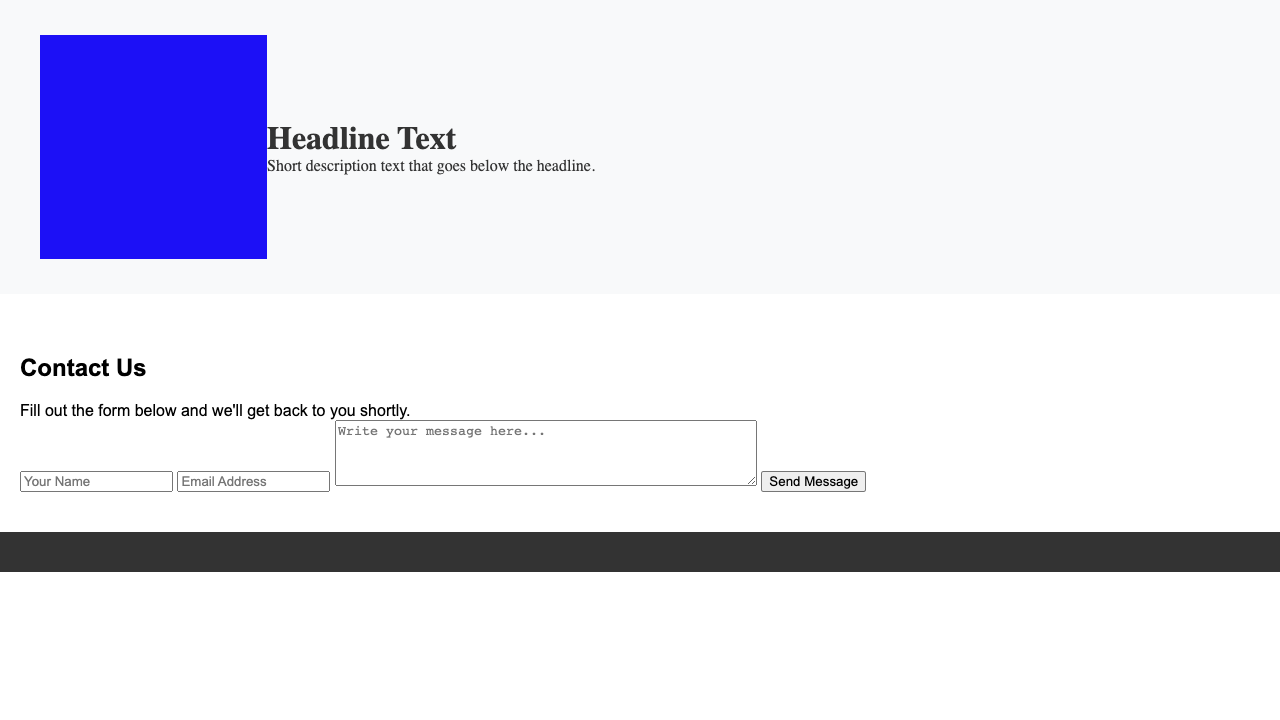 Headline Text
Short description text that goes below the headline.
Contact Us
Fill out the form below and we'll get back to you shortly.
Write your message here...
Your Name
Email Address
Send Message